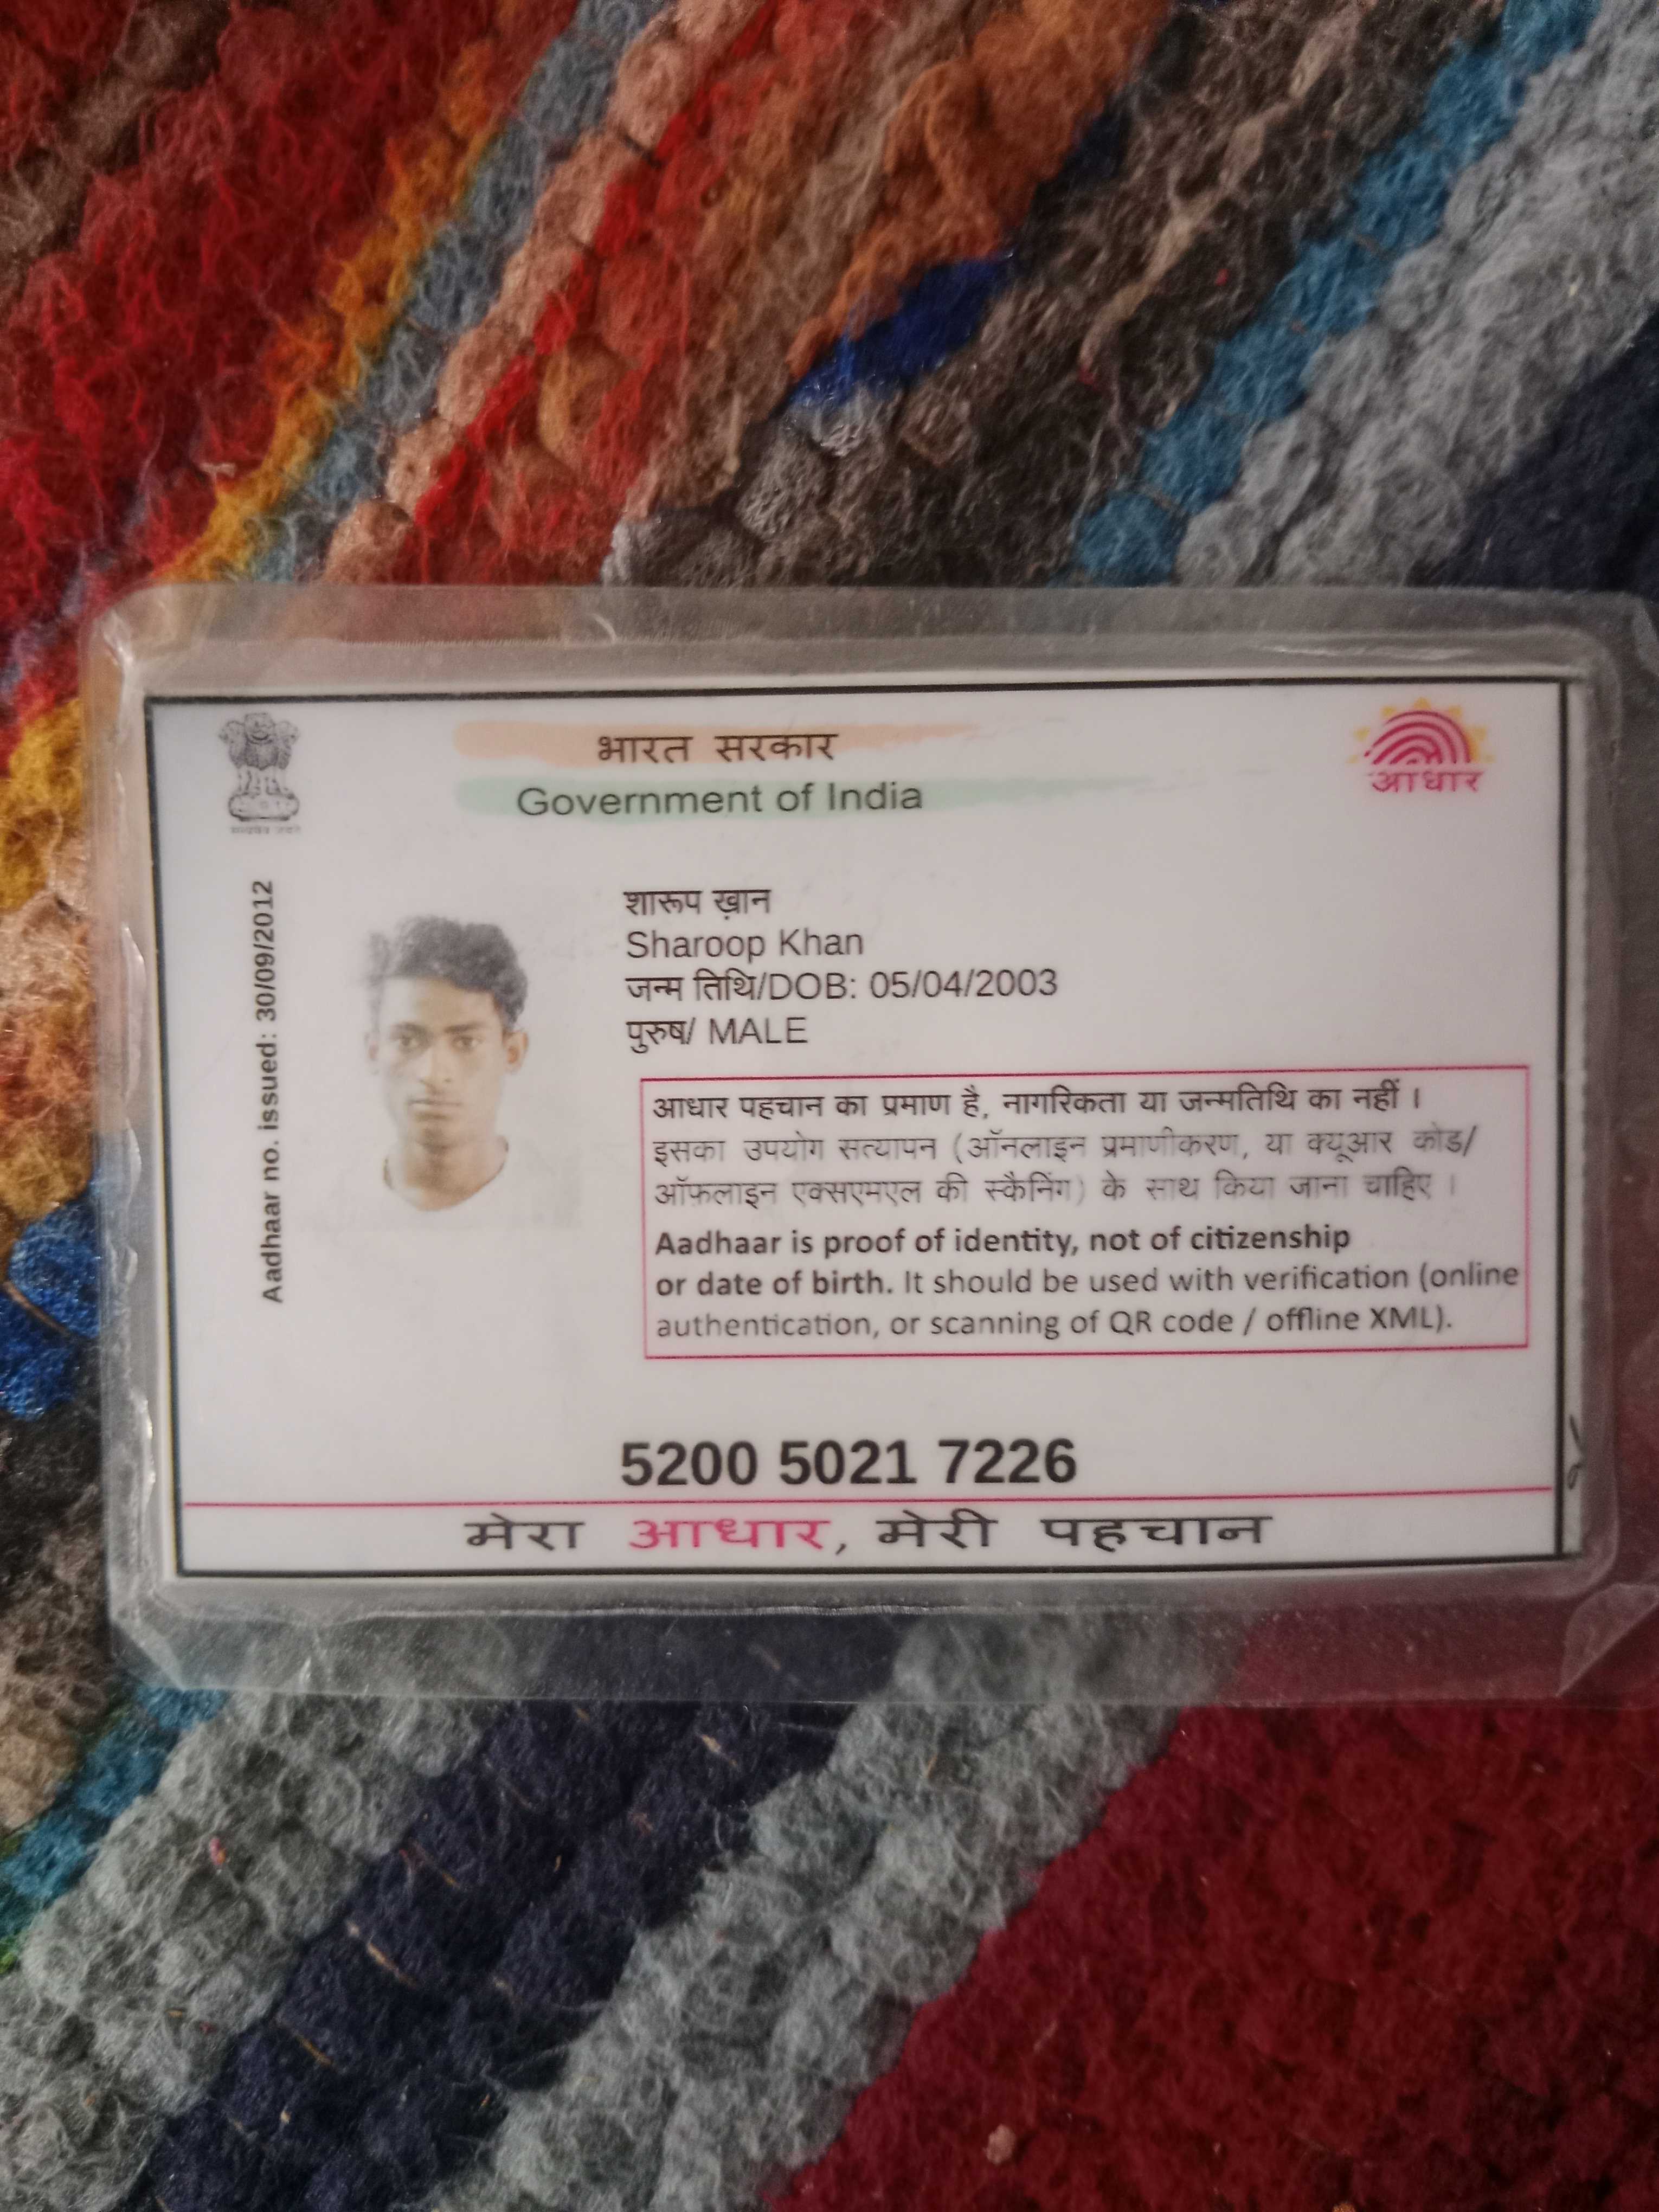 भारत सरकार
Government of India
आधार
Aadhaar no. issued: 30/09/2012
शारूप ख़ान
Sharoop Khan
जन्म तिथि/DOB: 05/04/2003
पुरुष/ MALE
आधार पहचान का प्रमाण है, नागरिकता या जन्मतिथि का नहीं ।
इसका उपयोग सत्यापन (ऑनलाइन प्रमाणीकरण, या क्यूआर कोड/
ऑफ़लाइन एक्सएमएल की स्कैनिंग) के साथ किया जाना चाहिए ।
Aadhaar is proof of identity, not of citizenship
or date of birth. It should be used with verification (online
authentication, or scanning of QR code / offline XML).
5200 5021 7226
मेरा आधार, मेरी पहचान